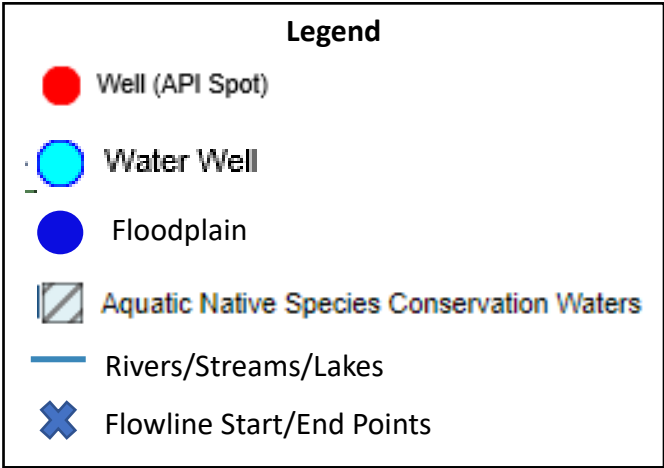 Legend
Well (API Spot)
Water Well
Floodplain
Aquatic Native Species Conservation Waters
Rivers/Streams/Lakes
Flowline Start/End Points